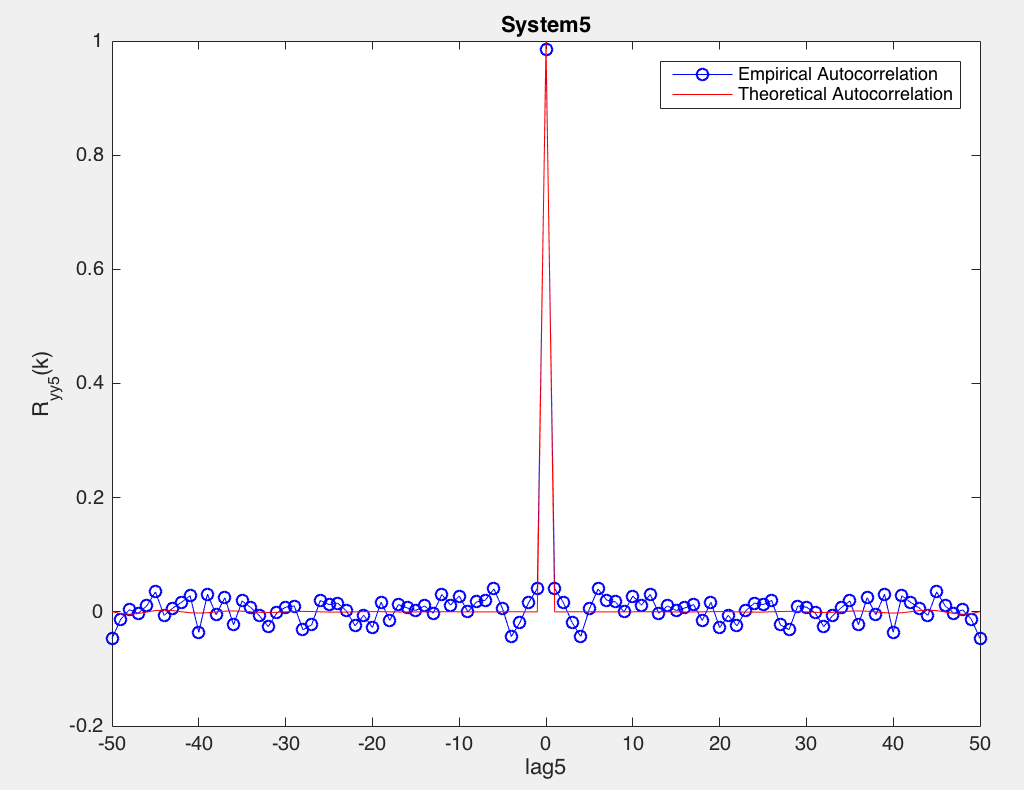 System5
Empirical Autocorrelation
Theoretical Autocorrelation
1
0.8
0.6
0.4
0.2
0
-0.2
R_yy5(k)
-50 -40 -30 -20 -10 0 10 20 30 40 50
lag5